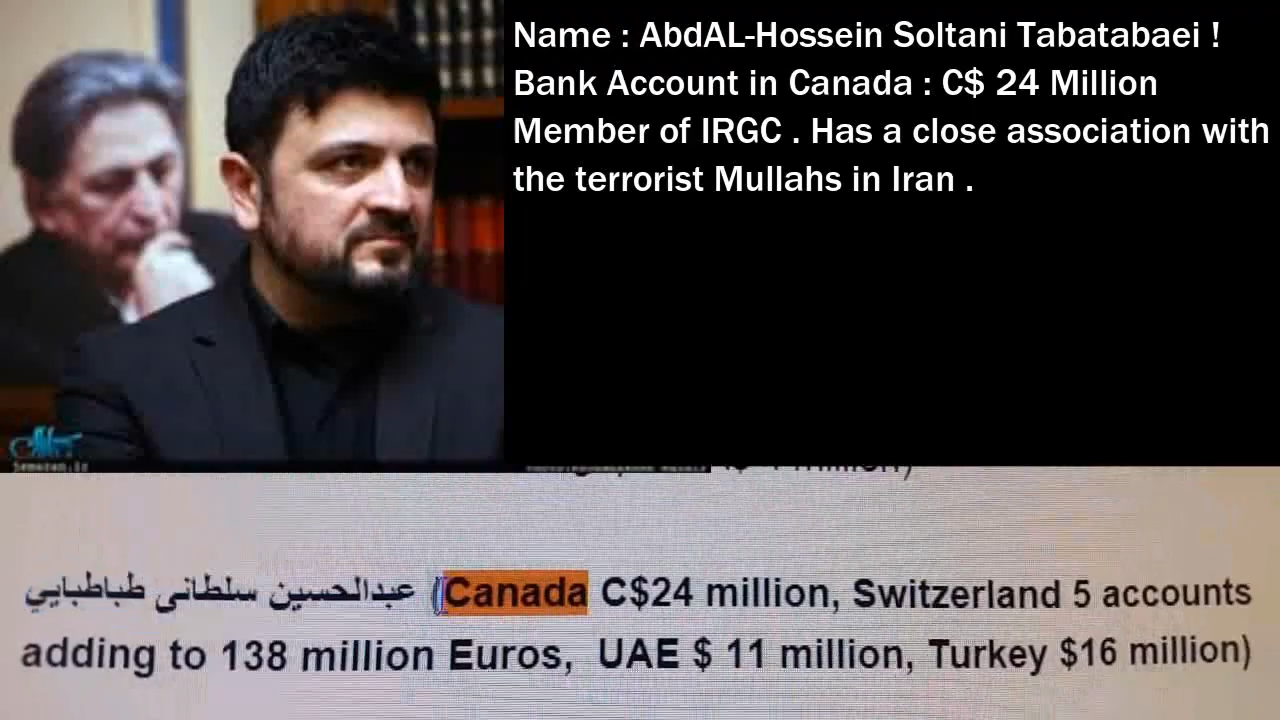 Name : AbdAL-Hossein Soltani Tabatabaei !
Bank Account in Canada : C$ 24 Million
Member of IRGC . Has a close association with
the terrorist Mullahs in Iran .
million)
عبدالحسین سلطانی طباطبایي (Canada C$24 million, Switzerland 5 accounts
adding to 138 million Euros, UAE $ 11 million, Turkey $16 million)